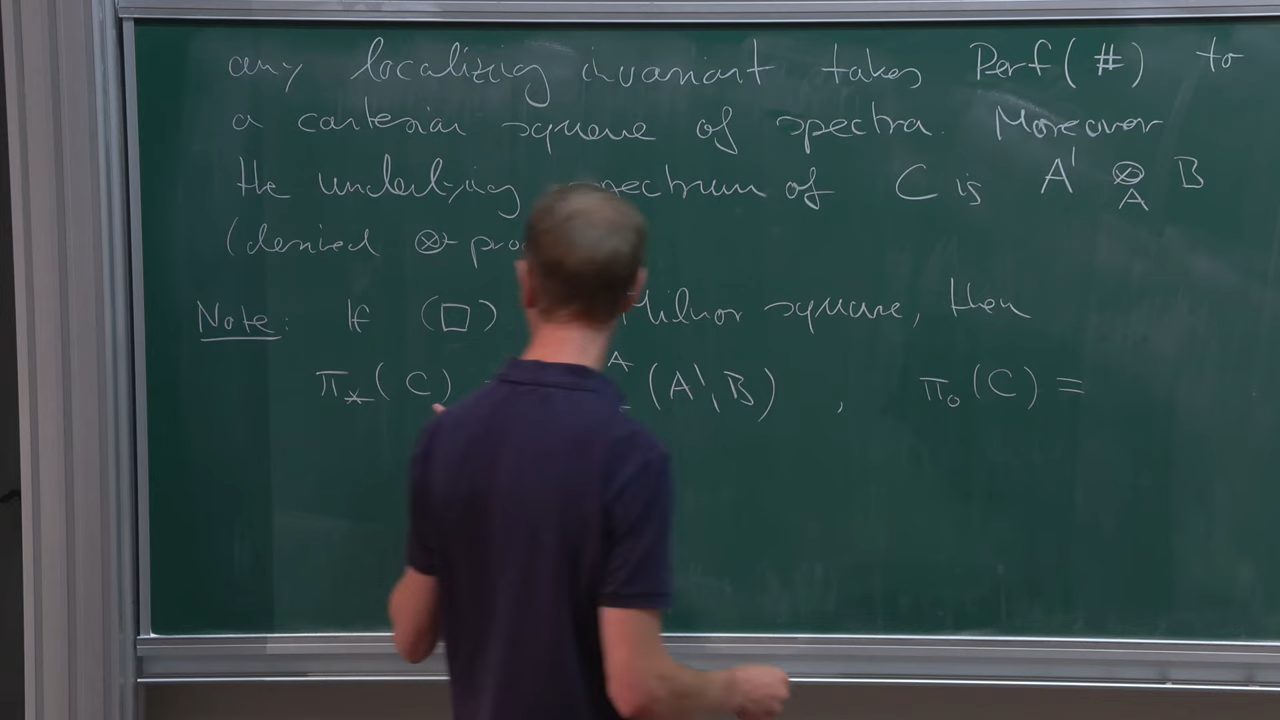 any localizing invariant takes Perf(#) to
a cartesian square of spectra. Moreover
the underlying spectrum of C is A' ⊗_A B
(derived ⊗-pro
Note: If (□) Milnor square, then
π_*(C) A (A', B) , π_0(C) =